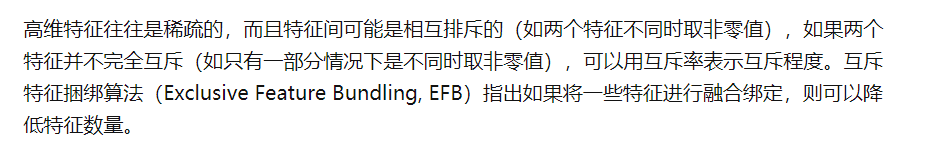 高维特征往往是稀疏的，而且特征间可能是相互排斥的（如两个特征不同时取非零值），如果两个
特征并不完全互斥（如只有一部分情况下是不同时取非零值），可以用互斥率表示互斥程度。互斥
特征捆绑算法（Exclusive Feature Bundling, EFB）指出如果将一些特征进行融合绑定，则可以降
低特征数量。